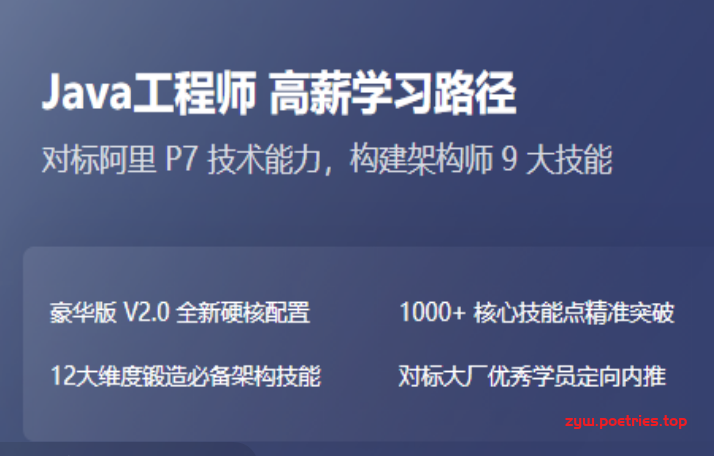 Java工程师 高薪学习路径
对标阿里 P7 技术能力，构建架构师 9 大技能
豪华版 V2.0 全新硬核配置
1000+ 核心技能点精准突破
12大维度锻造必备架构技能
对标大厂优秀学员定向内推
zyw.poetries.top